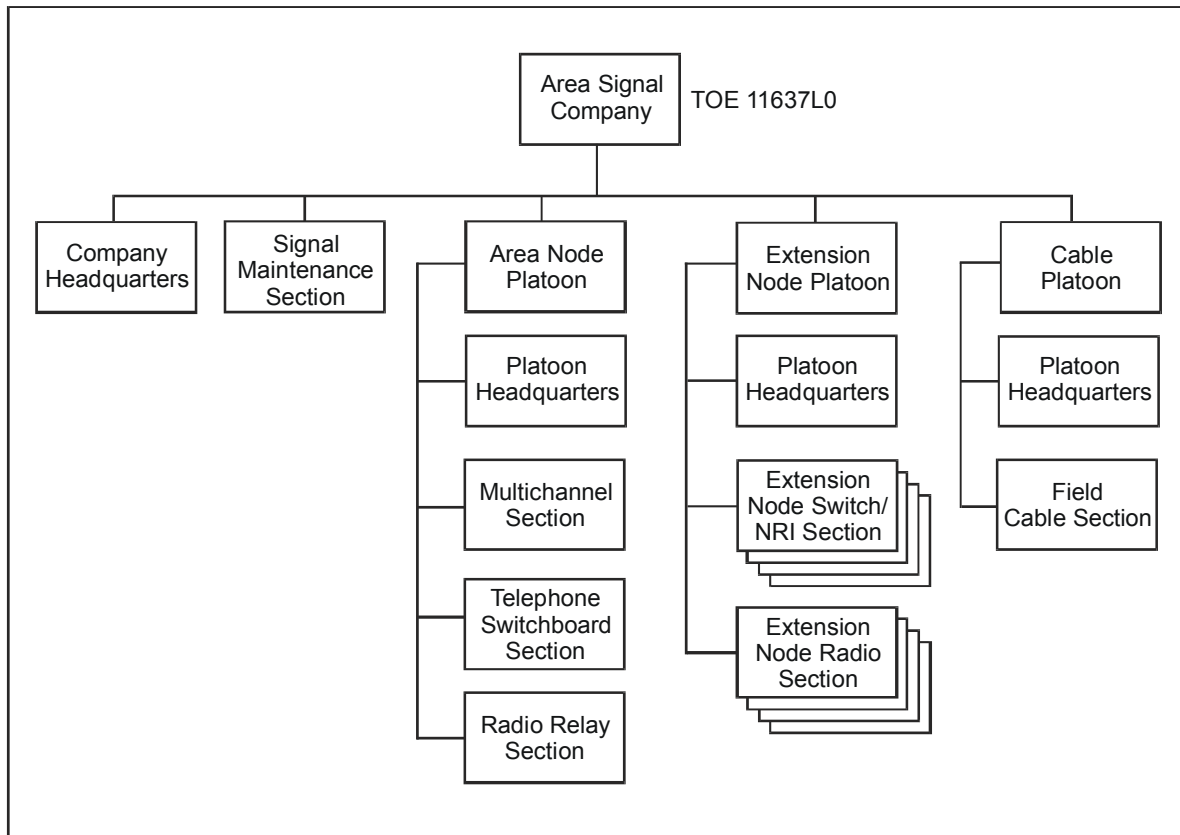 Area Signal
Company
TOE 11637L0
Company
Headquarters
Signal
Maintenance
Section
Area Node
Platoon
Extension
Node Platoon
Cable
Platoon
Platoon
Headquarters
Platoon
Headquarters
Platoon
Headquarters
Multichannel
Section
Extension
Node Switch/
NRI Section
Field
Cable Section
Telephone
Switchboard
Section
Extension
Node Radio
Section
Radio Relay
Section